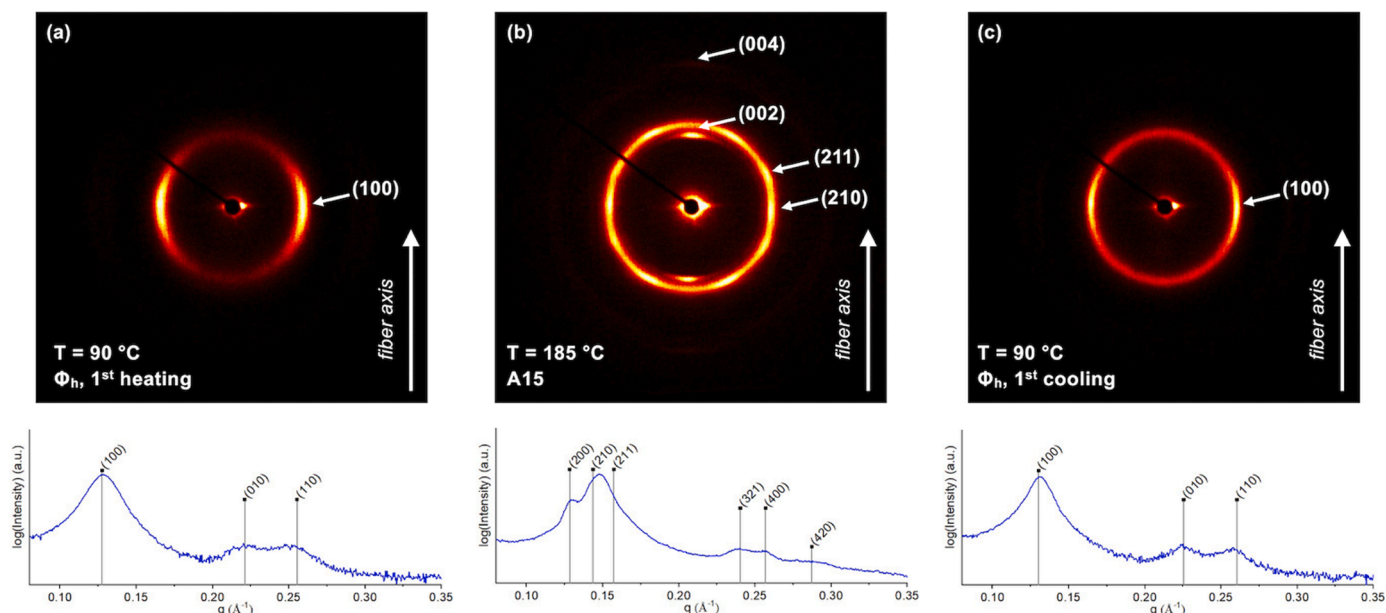 (a)
(100)
fiber axis
T = 90 °C
Φh, 1st heating
(b)
(004)
(002)
(211)
(210)
fiber axis
T = 185 °C
A15
(c)
(100)
fiber axis
T = 90 °C
Φh, 1st cooling
log(Intensity) (a.u.)
(100)
(010)
(110)
0.10 0.15 0.20 0.25 0.30 0.35
q (Å-1)
log(Intensity) (a.u.)
(200)
(210)
(211)
(321)
(400)
(420)
0.10 0.15 0.20 0.25 0.30 0.35
q (Å-1)
log(Intensity) (a.u.)
(100)
(010)
(110)
0.10 0.15 0.20 0.25 0.30 0.35
q (Å-1)